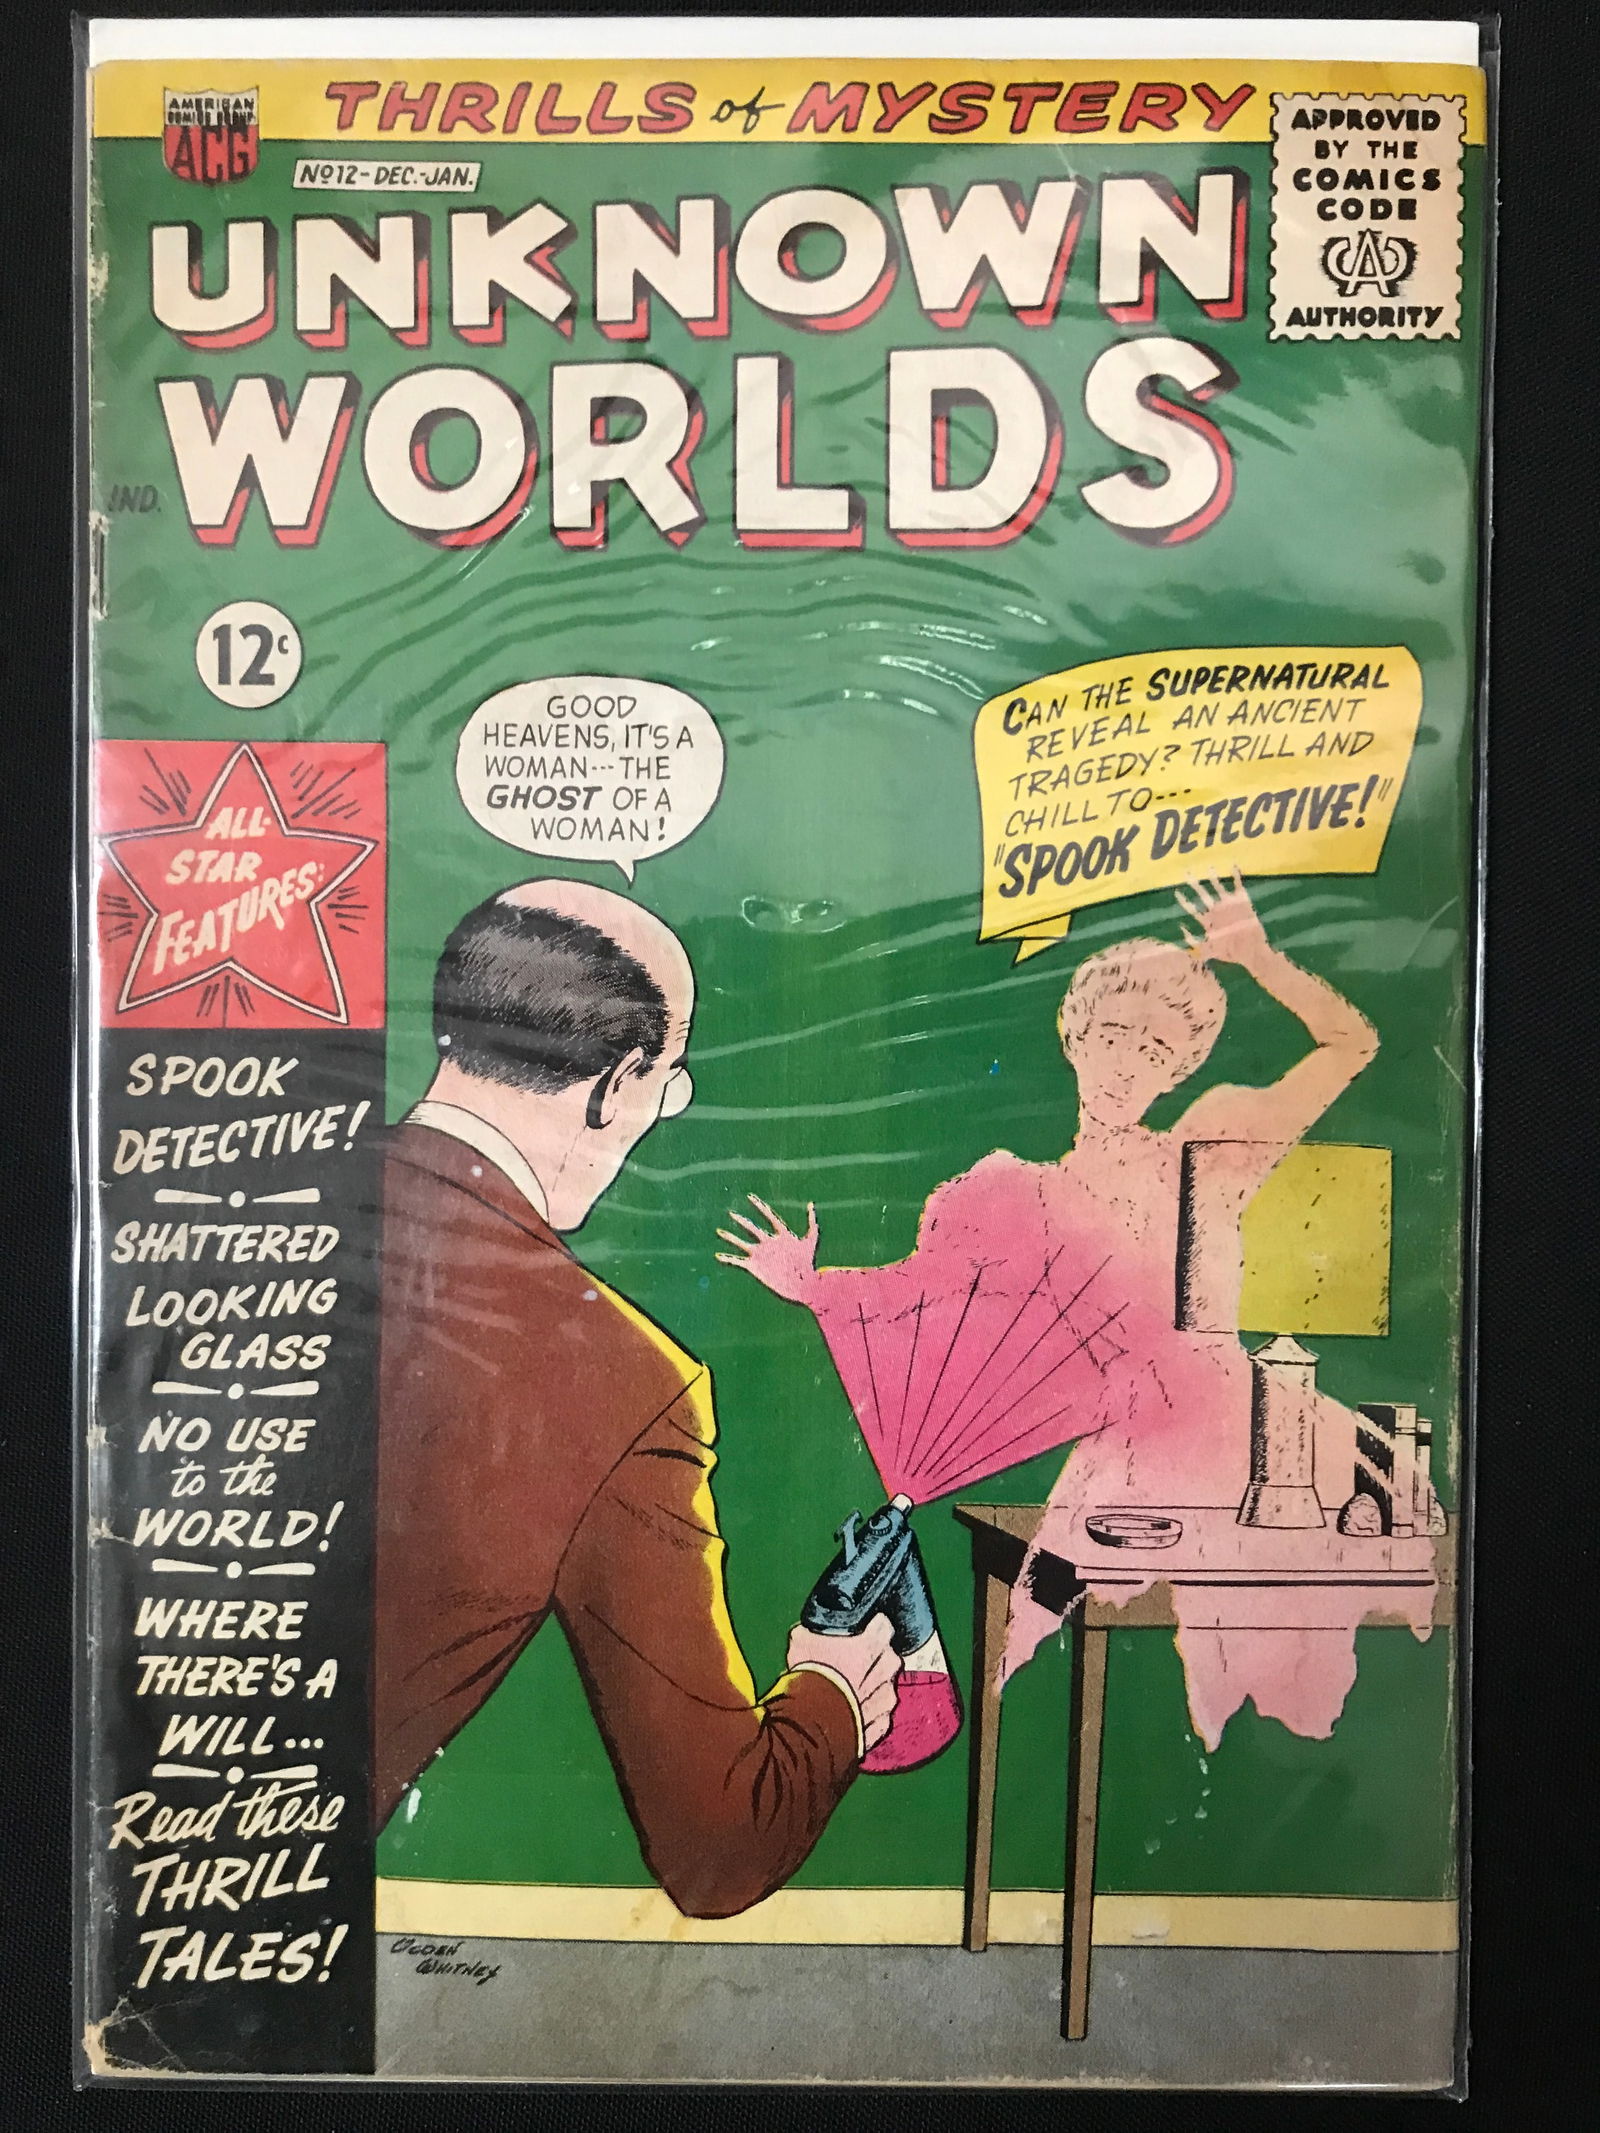 THRILLS of MYSTERY
AMERICAN
COMICS GROUP
ACG
APPROVED
BY THE
COMICS
CODE
CA
AUTHORITY
No 12-DEC.-JAN.
UNKNOWN
WORLDS
IND.
12c
GOOD
HEAVENS, IT'S A
WOMAN---THE
GHOST OF A
WOMAN!
CAN THE SUPERNATURAL
REVEAL AN ANCIENT
TRAGEDY? THRILL AND
CHILL TO---
"SPOOK DETECTIVE!"
ALL-
STAR
FEATURES:
SPOOK
DETECTIVE!
SHATTERED
LOOKING
GLASS
NO USE
to the
WORLD!
WHERE
THERE'S A
WILL...
Read these
THRILL
TALES!
OGDEN
WHITNEY